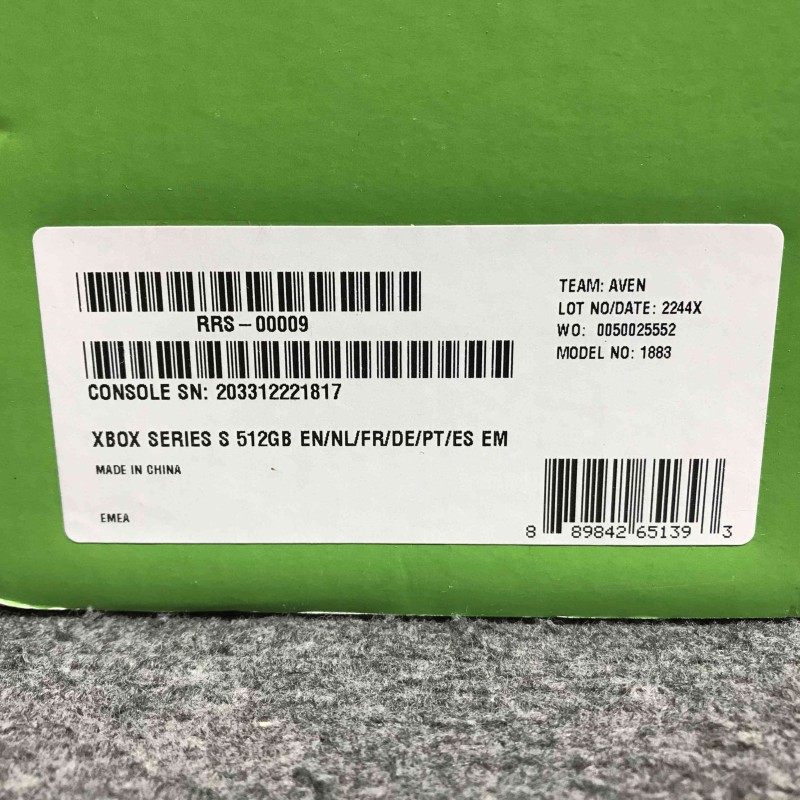 RRS-00009
CONSOLE SN: 203312221817
XBOX SERIES S 512GB EN/NL/FR/DE/PT/ES EM
MADE IN CHINA
EMEA
TEAM: AVEN
LOT NO/DATE: 2244X
WO: 0050025552
MODEL NO: 1883
8 89842 65139 3